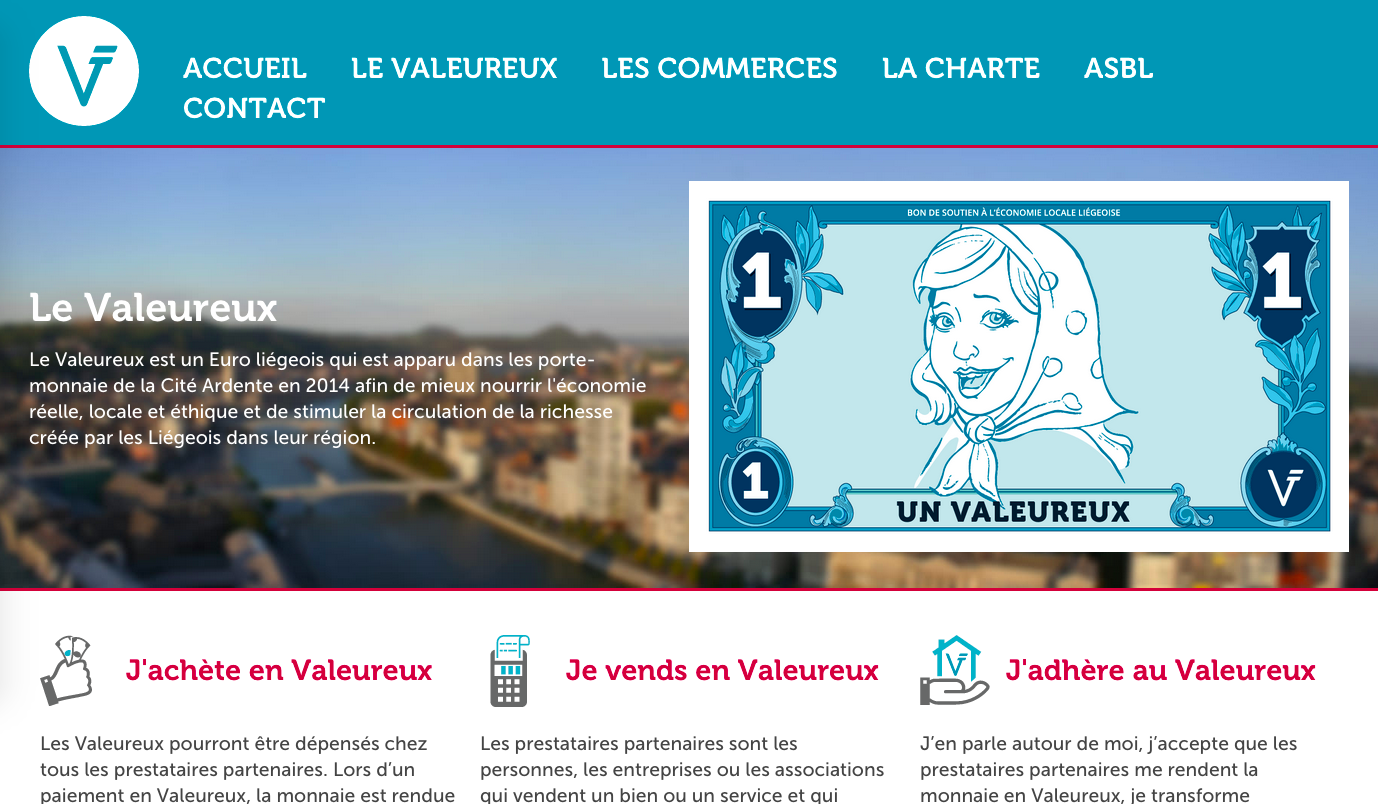 ACCUEIL LE VALEUREUX LES COMMERCES LA CHARTE ASBL
CONTACT
Le Valeureux
Le Valeureux est un Euro liégeois qui est apparu dans les porte-
monnaie de la Cité Ardente en 2014 afin de mieux nourrir l'économie
réelle, locale et éthique et de stimuler la circulation de la richesse
créée par les Liégeois dans leur région.
BON DE SOUTIEN À L'ÉCONOMIE LOCALE LIÉGEOISE
1 1
1
UN VALEUREUX
J'achète en Valeureux
Les Valeureux pourront être dépensés chez
tous les prestataires partenaires. Lors d’un
paiement en Valeureux, la monnaie est rendue
Je vends en Valeureux
Les prestataires partenaires sont les
personnes, les entreprises ou les associations
qui vendent un bien ou un service et qui
J'adhère au Valeureux
J’en parle autour de moi, j’accepte que les
prestataires partenaires me rendent la
monnaie en Valeureux, je transforme